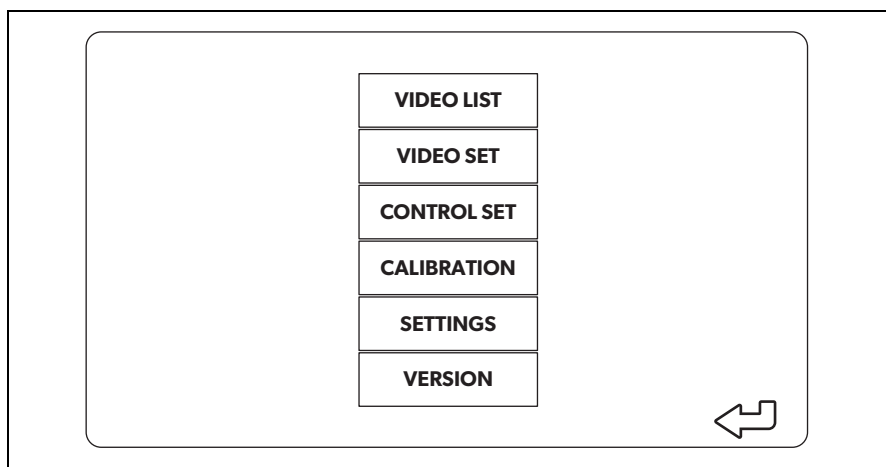 VIDEO LIST
VIDEO SET
CONTROL SET
CALIBRATION
SETTINGS
VERSION